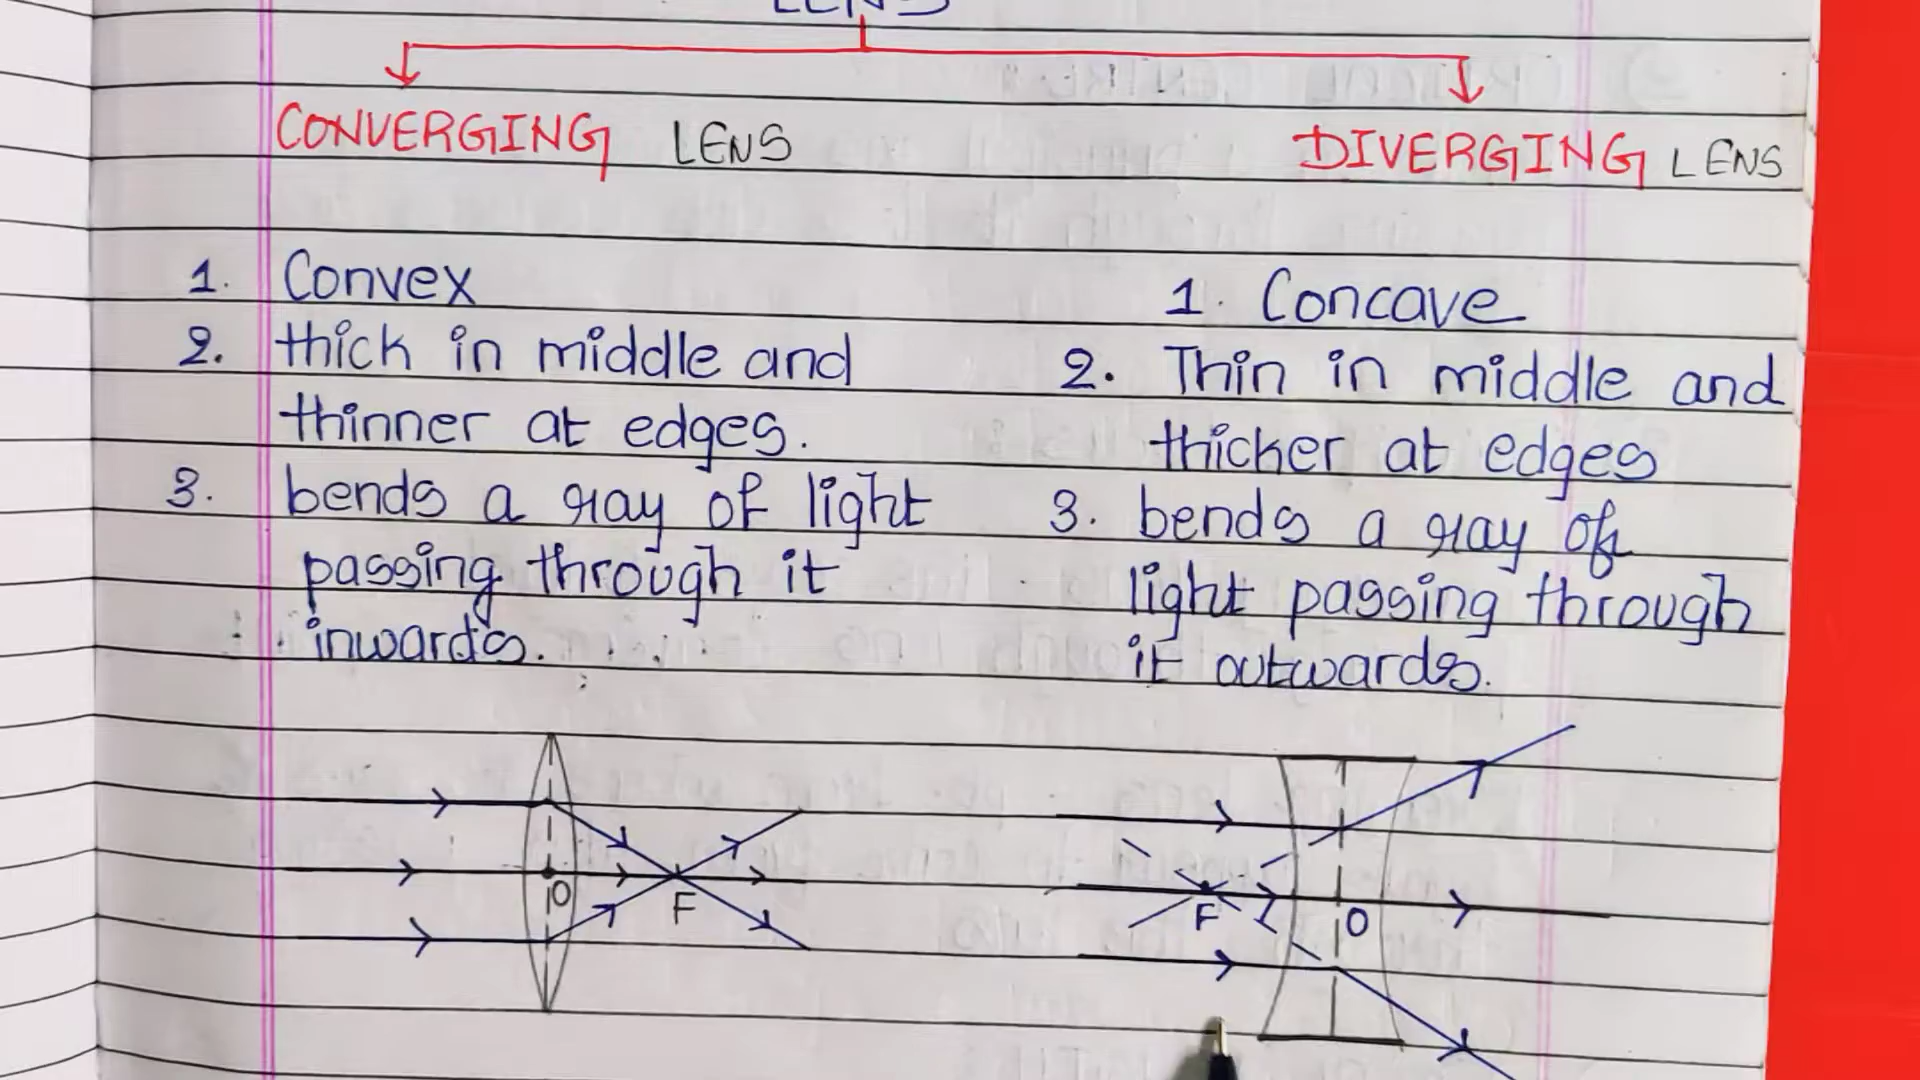 LENS
CONVERGING LENS
DIVERGING LENS
1. Convex
2. thick in middle and
thinner at edges.
3. bends a ray of light
passing through it
inwards.
1. Concave
2. Thin in middle and
thicker at edges
3. bends a ray of
light passing through
it outwards.
O
F
F
O